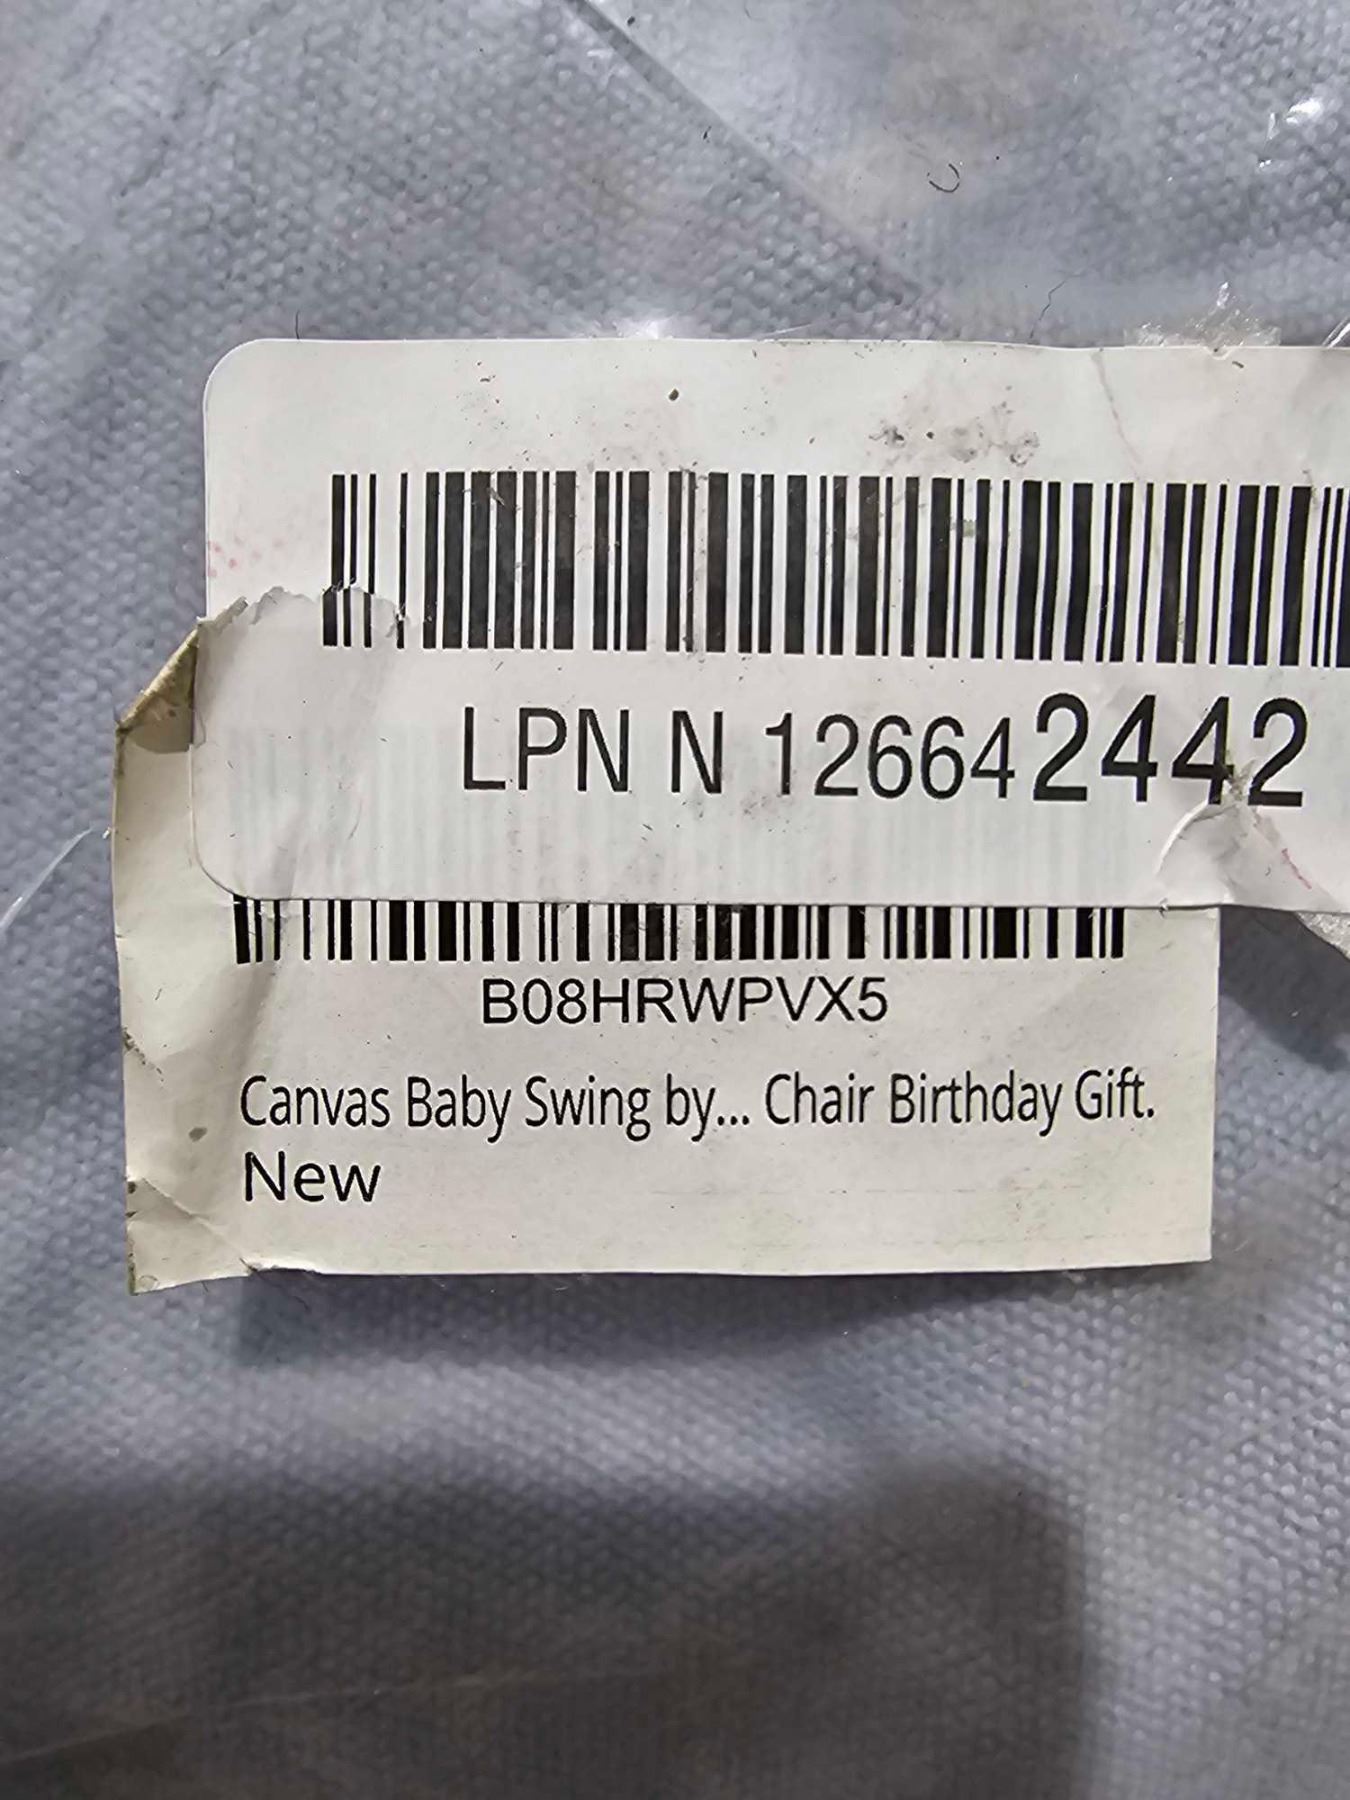 LPN N 126642442
B08HRWPVX5
Canvas Baby Swing by... Chair Birthday Gift.
New